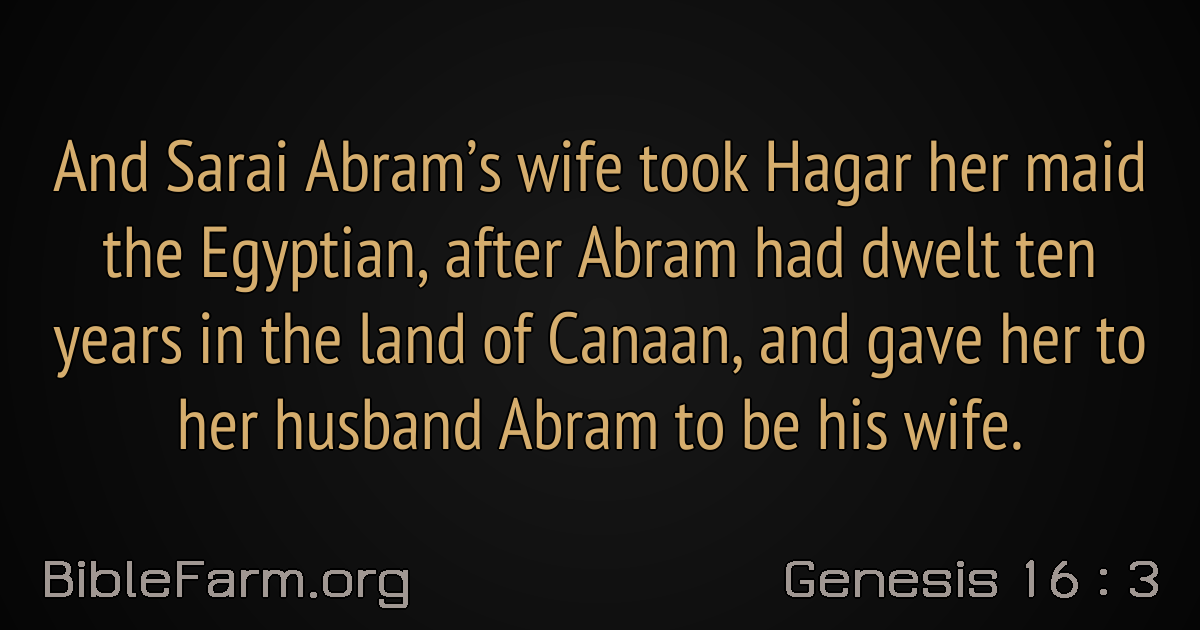 And Sarai Abram’s wife took Hagar her maid
the Egyptian, after Abram had dwelt ten
years in the land of Canaan, and gave her to
her husband Abram to be his wife.
BibleFarm.org
Genesis 16 : 3